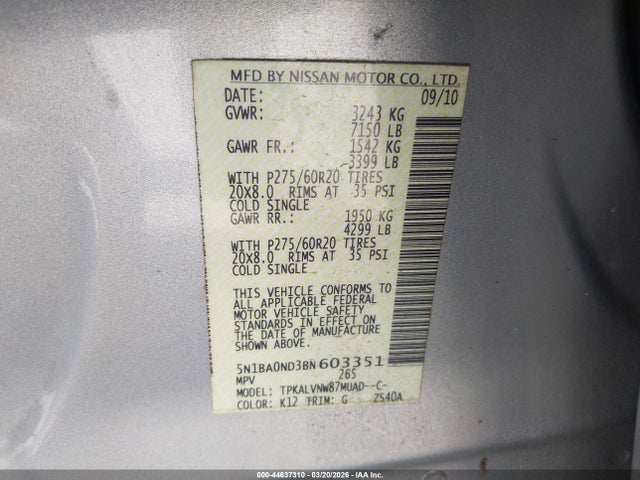 MFD BY NISSAN MOTOR CO., LTD.
DATE: 09/10
GVWR: 3243 KG
7150 LB
GAWR FR.: 1542 KG
3399 LB
WITH P275/60R20 TIRES
20X8.0 RIMS AT 35 PSI
COLD SINGLE
GAWR RR.: 1950 KG
4299 LB
WITH P275/60R20 TIRES
20X8.0 RIMS AT 35 PSI
COLD SINGLE
THIS VEHICLE CONFORMS TO
ALL APPLICABLE FEDERAL
MOTOR VEHICLE SAFETY
STANDARDS IN EFFECT ON
THE DATE OF MANUFACTURE
SHOWN ABOVE.
5N1BA0ND3BN603351
MPV 265
MODEL: TPKALVNW87MUAD--C-
COLOR: K12 TRIM: G 2S40A
000-44637310 - 03/20/2026 - IAA Inc.